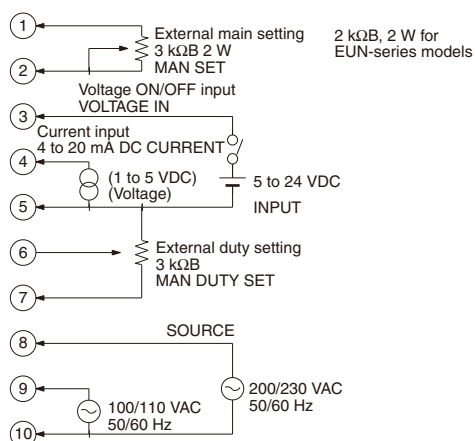 1
External main setting
3 kΩB 2 W
MAN SET
2 kΩB, 2 W for
EUN-series models
2
Voltage ON/OFF input
VOLTAGE IN
3
Current input
4 to 20 mA DC CURRENT
4
(1 to 5 VDC)
(Voltage)
5 to 24 VDC
5
INPUT
6
External duty setting
3 kΩB
MAN DUTY SET
7
SOURCE
8
200/230 VAC
50/60 Hz
9
100/110 VAC
50/60 Hz
10